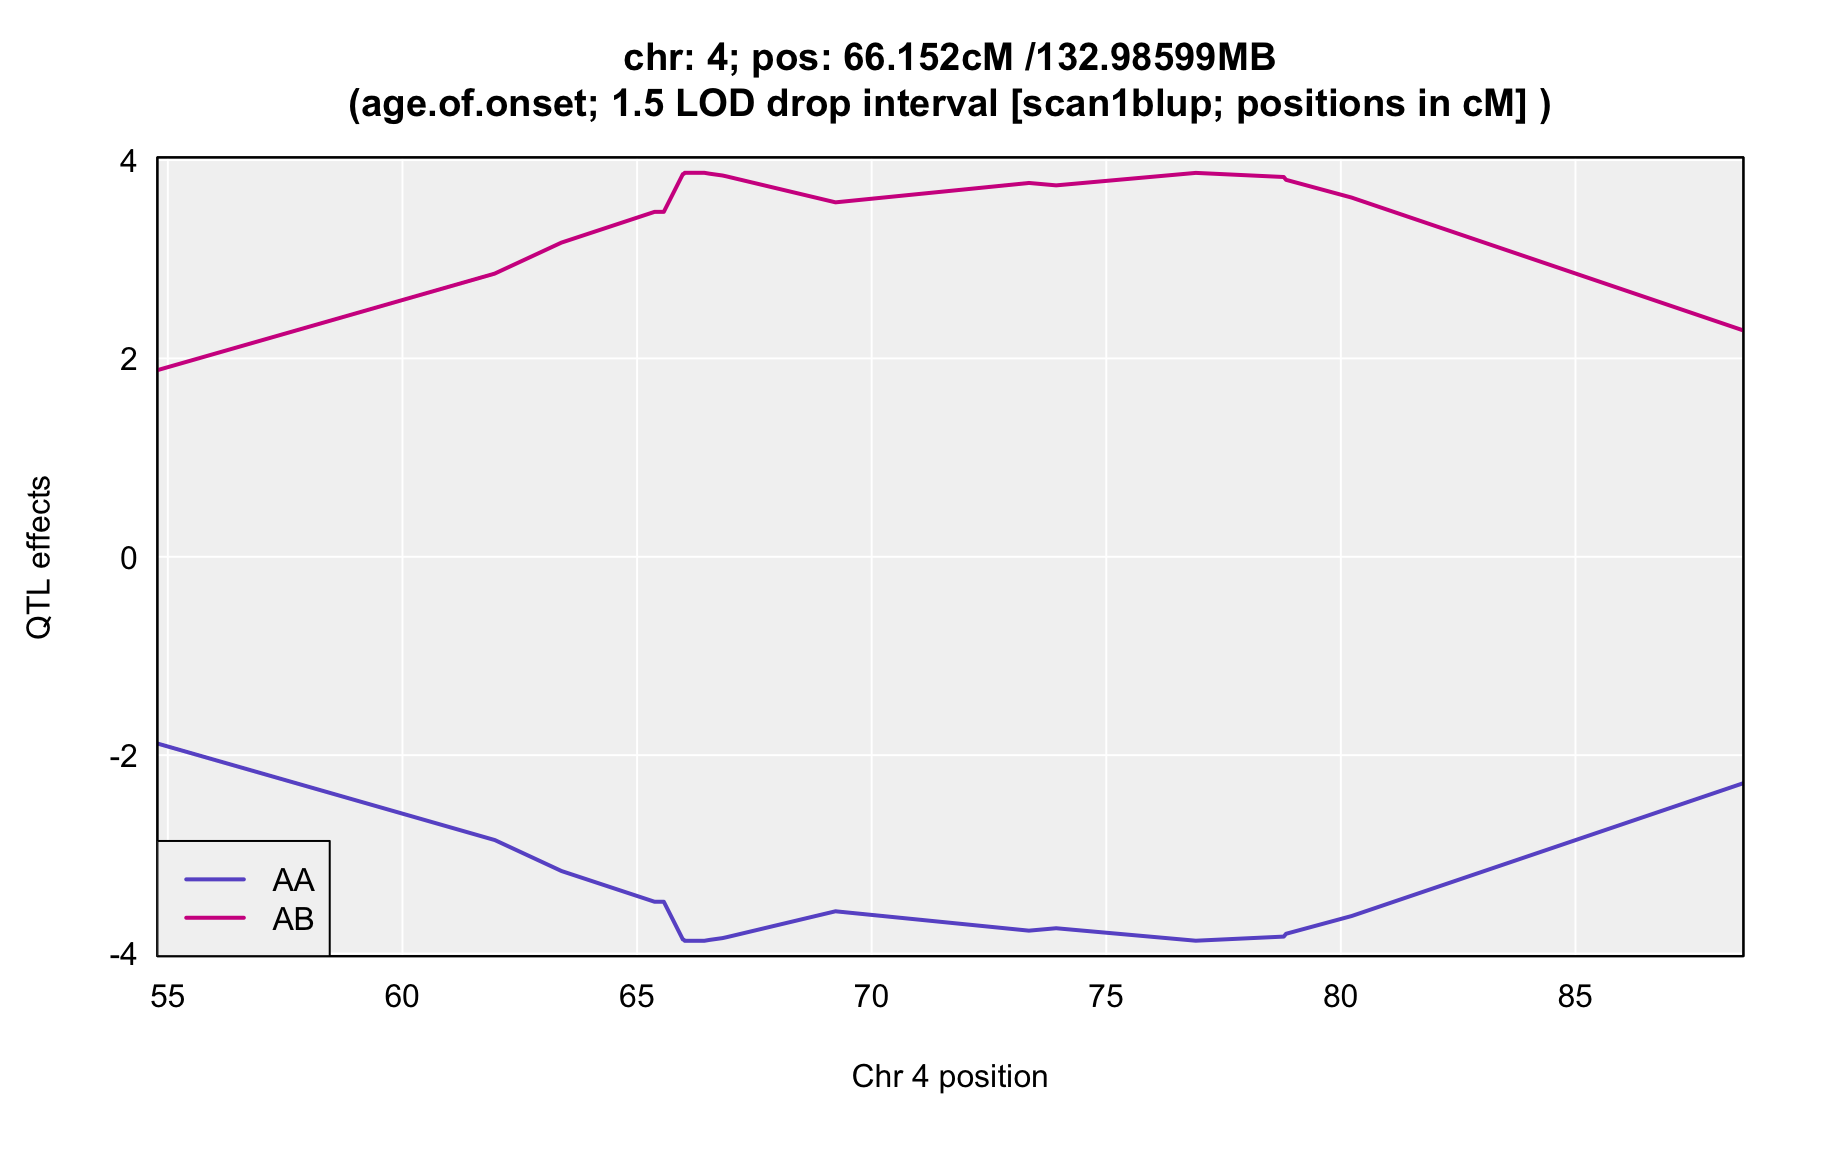 chr: 4; pos: 66.152cM /132.98599MB
(age.of.onset; 1.5 LOD drop interval [scan1blup; positions in cM] )
4
2
0
-2
-4
QTL effects
AA
AB
55 60 65 70 75 80 85
Chr 4 position